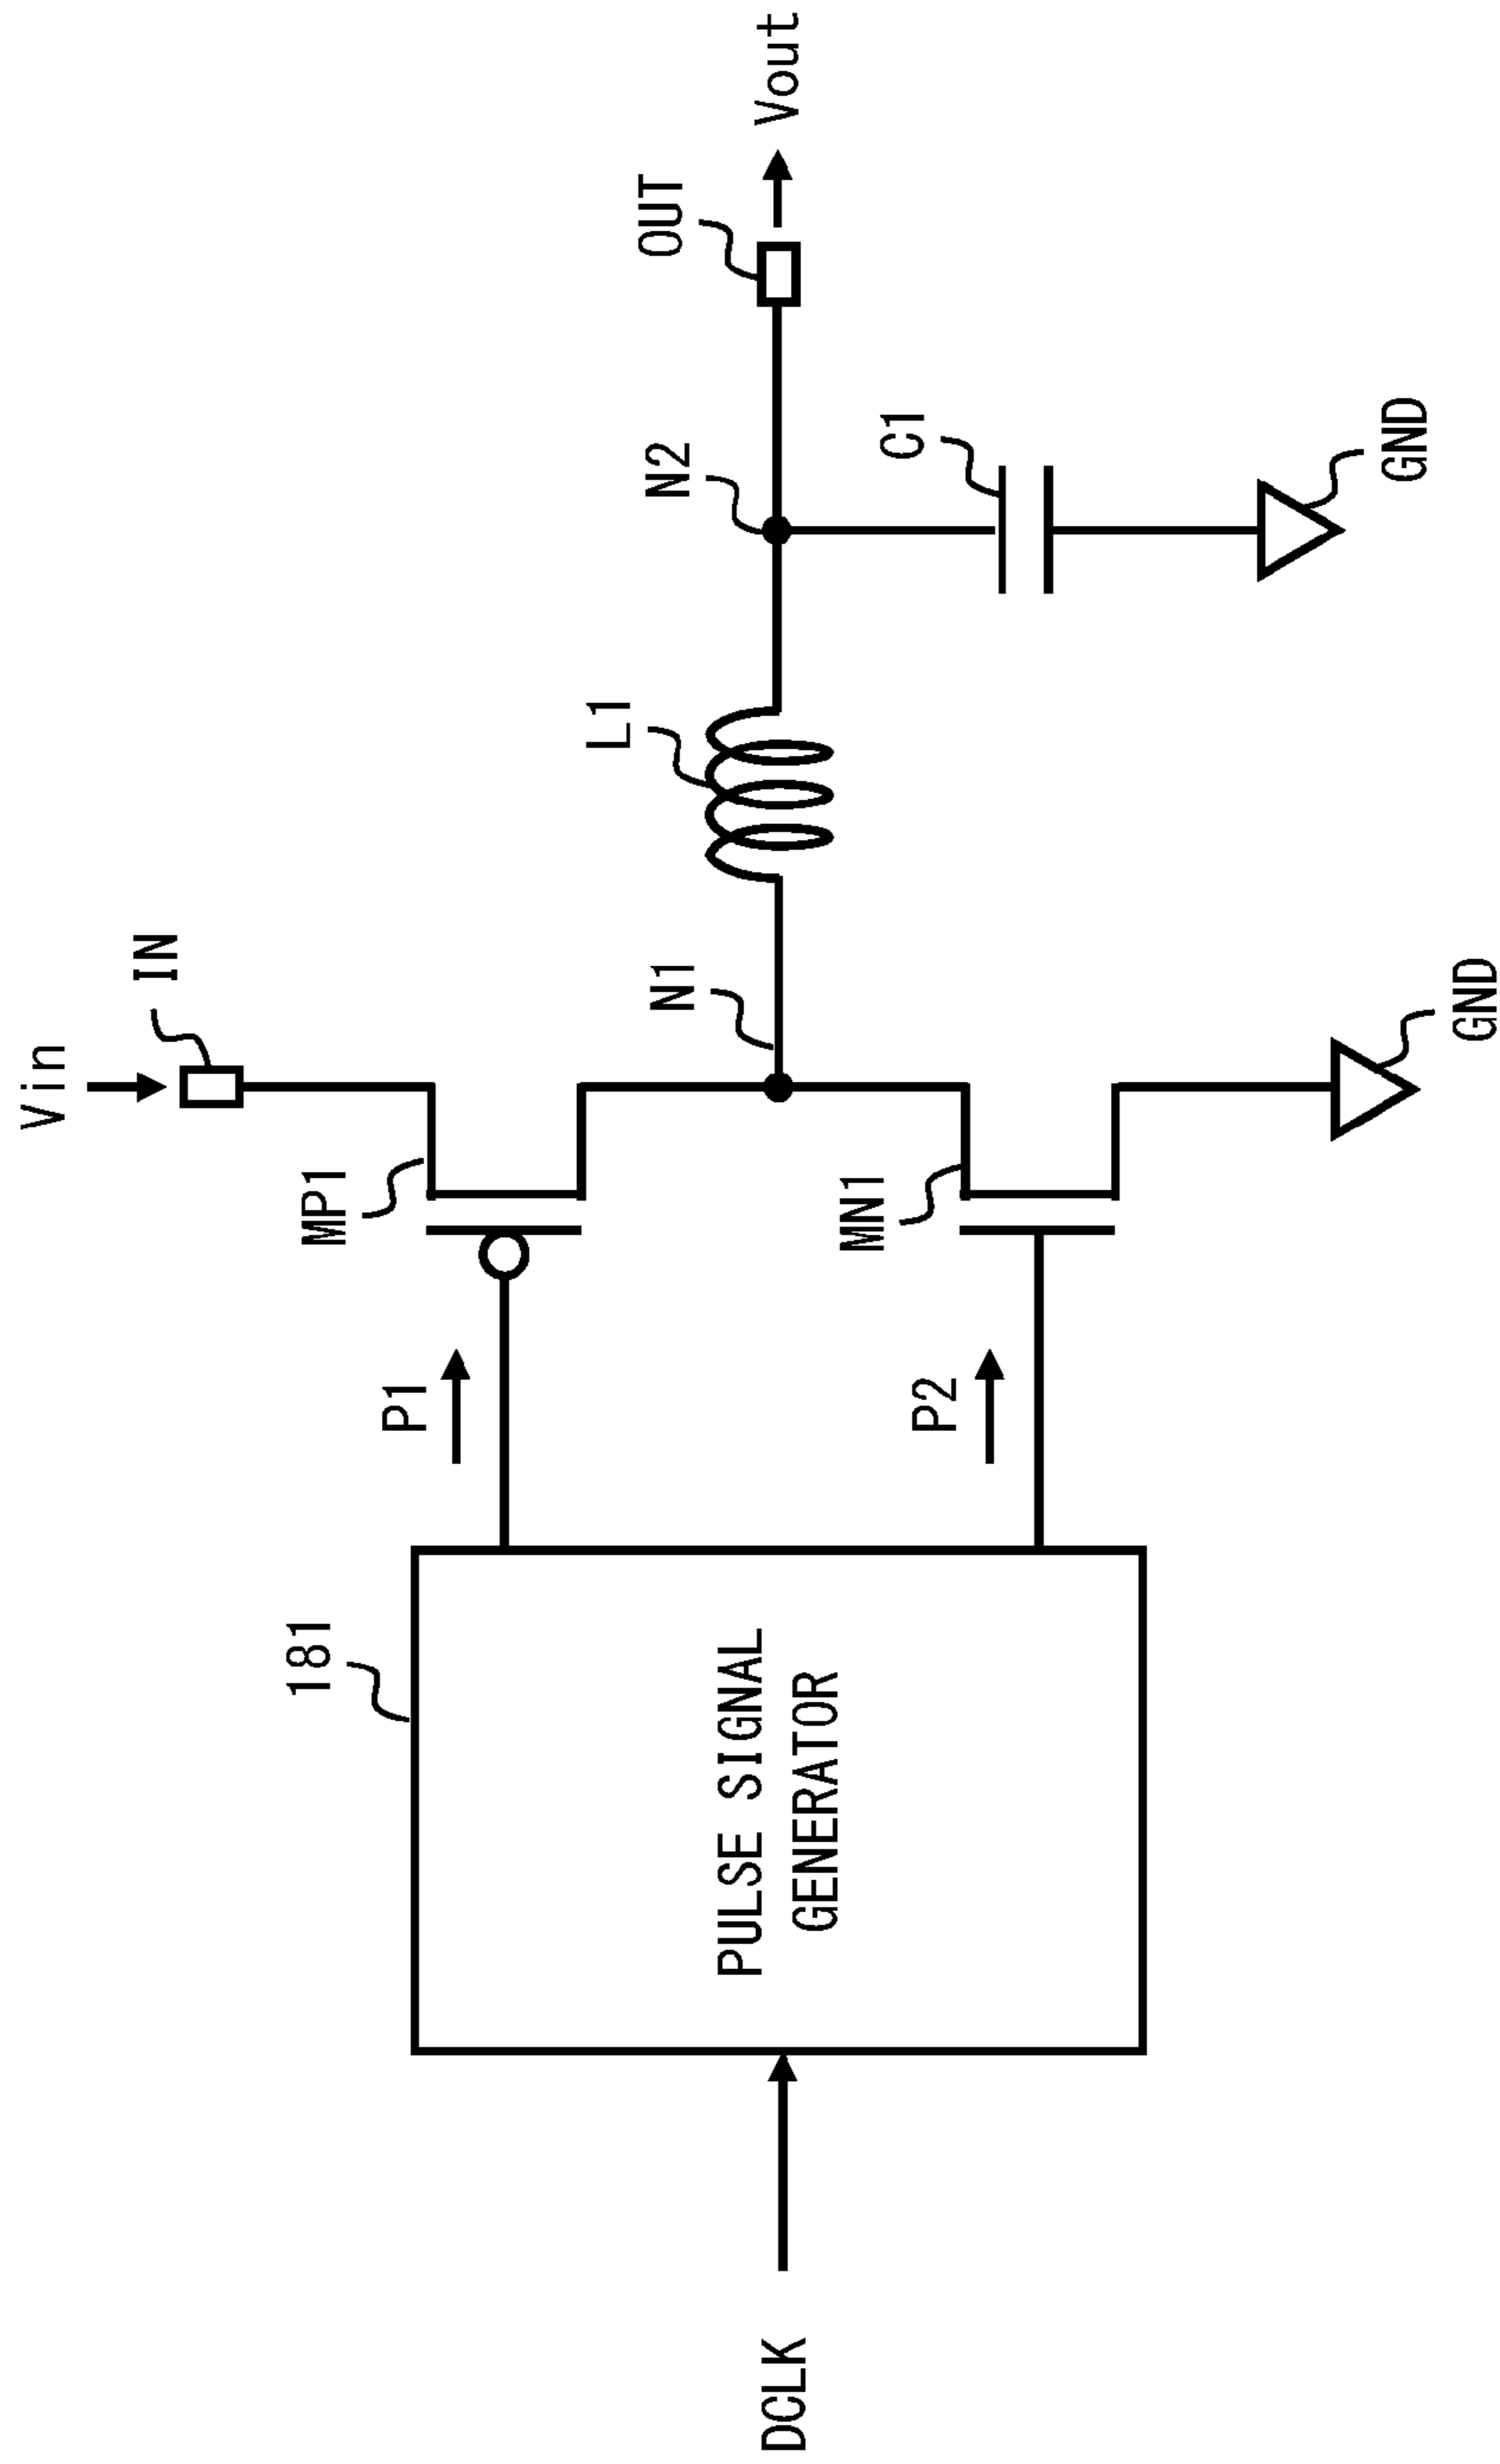 Vin
IN
181
MP1
P1
L1
N1
N2
OUT
Vout
PULSE SIGNAL
GENERATOR
DCLK
MN1
P2
C1
GND
GND